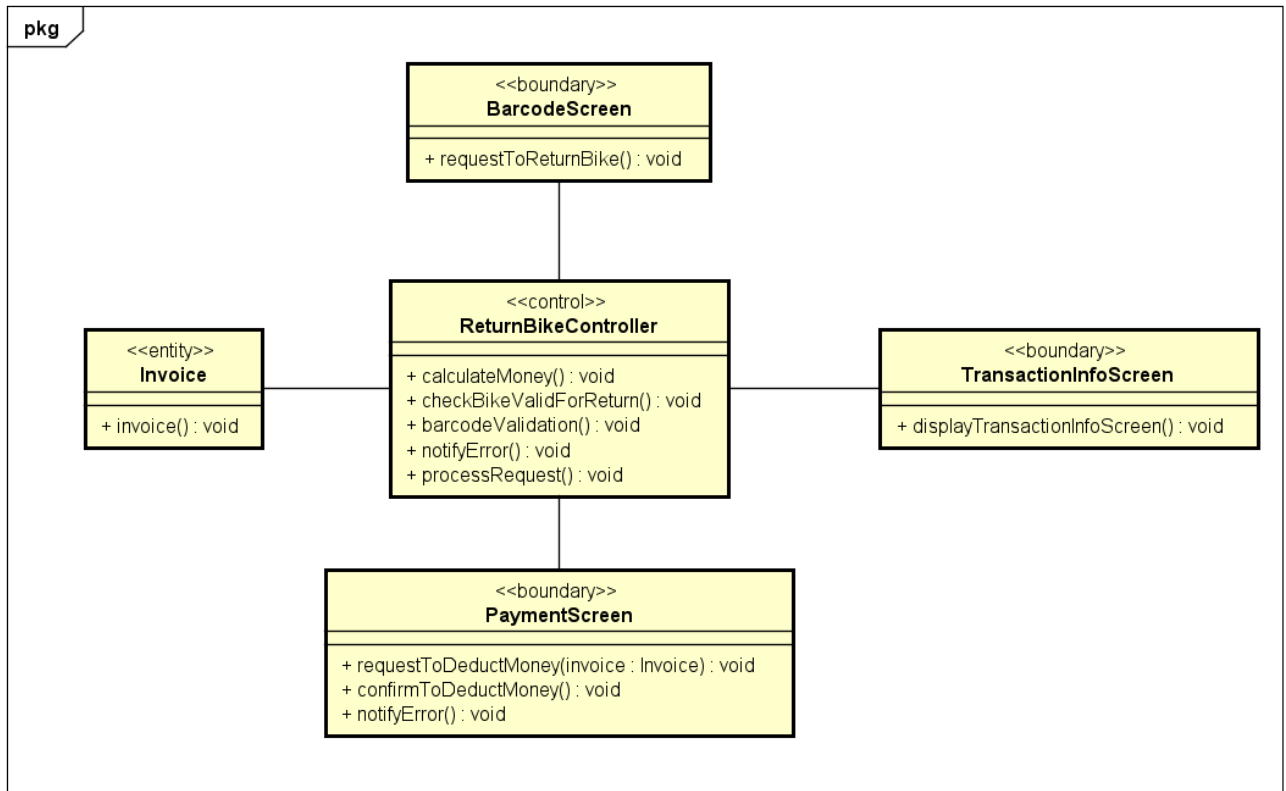 pkg
<<boundary>>
BarcodeScreen
+ requestToReturnBike() : void
<<control>>
ReturnBikeController
+ calculateMoney() : void
+ checkBikeValidForReturn() : void
+ barcodeValidation() : void
+ notifyError() : void
+ processRequest() : void
<<entity>>
Invoice
+ invoice() : void
<<boundary>>
TransactionInfoScreen
+ displayTransactionInfoScreen() : void
<<boundary>>
PaymentScreen
+ requestToDeductMoney(invoice : Invoice) : void
+ confirmToDeductMoney() : void
+ notifyError() : void